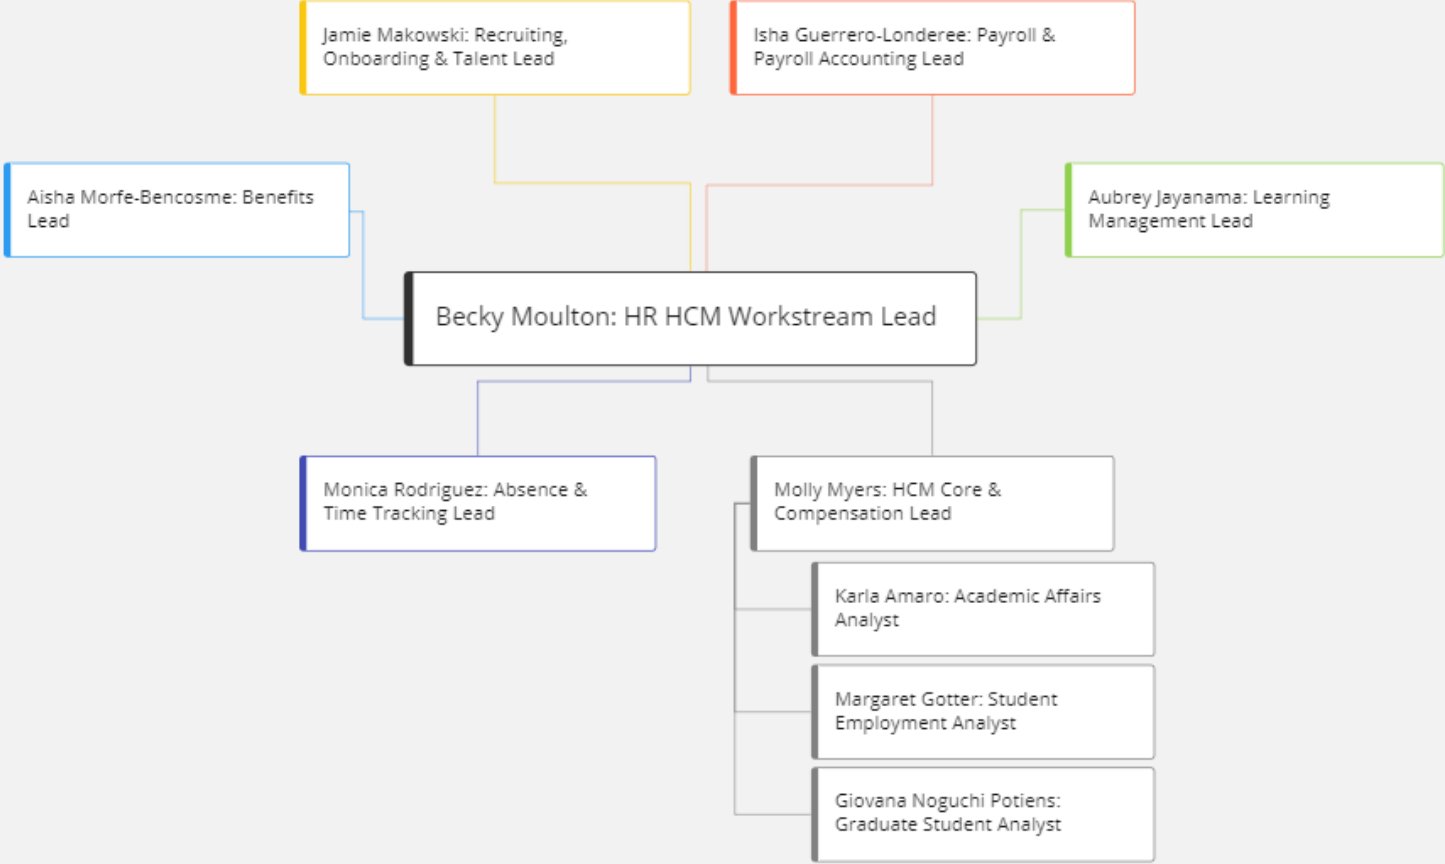 Jamie Makowski: Recruiting,
Onboarding & Talent Lead
Isha Guerrero-Londeree: Payroll &
Payroll Accounting Lead
Aisha Morfe-Bencosme: Benefits
Lead
Aubrey Jayanama: Learning
Management Lead
Becky Moulton: HR HCM Workstream Lead
Monica Rodriguez: Absence &
Time Tracking Lead
Molly Myers: HCM Core &
Compensation Lead
Karla Amaro: Academic Affairs
Analyst
Margaret Gotter: Student
Employment Analyst
Giovana Noguchi Potiens:
Graduate Student Analyst